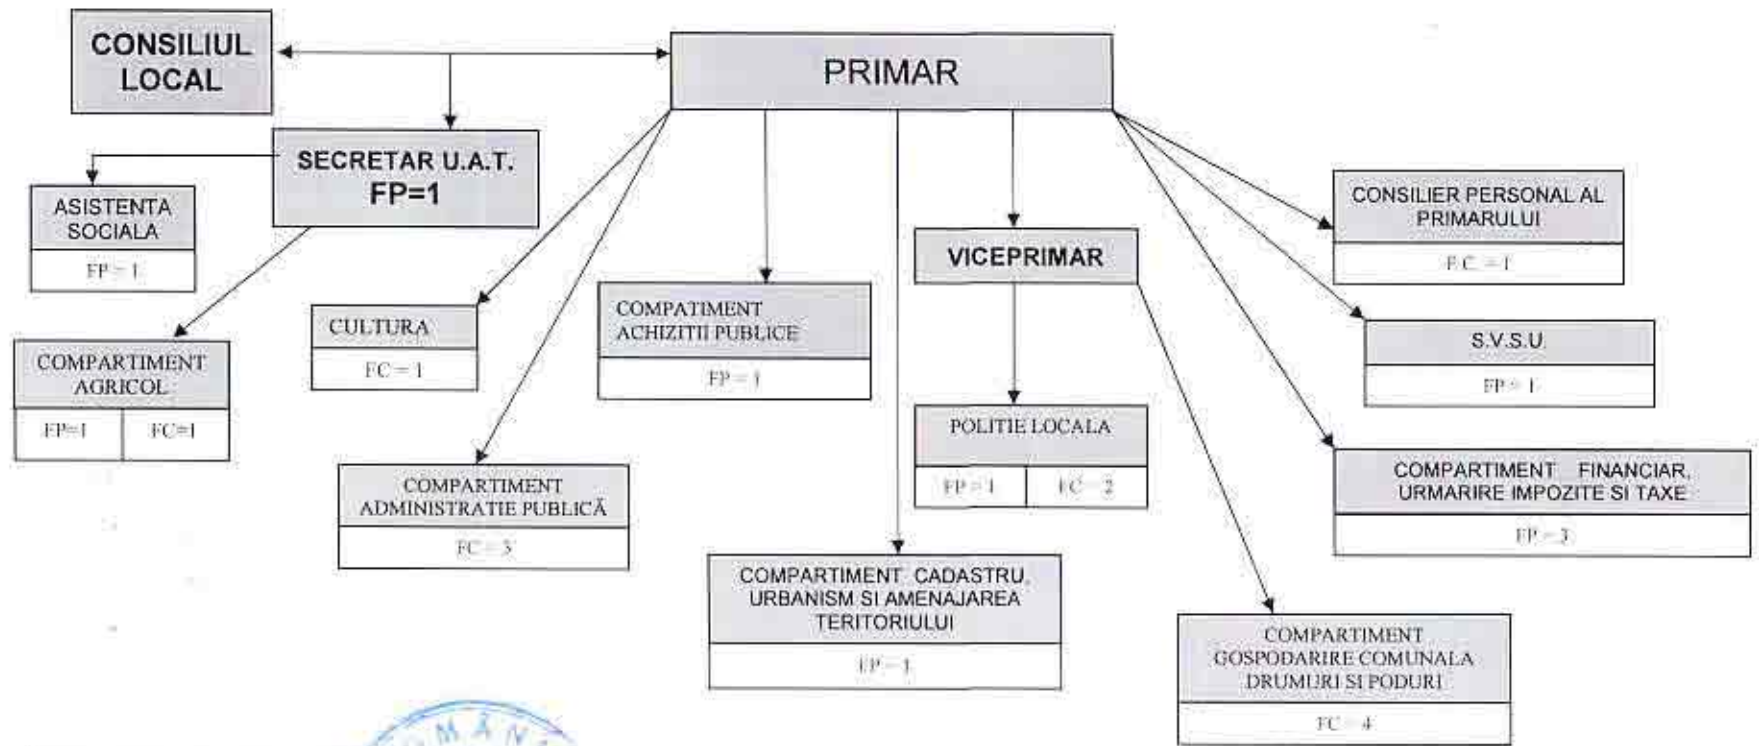 CONSILIUL
LOCAL
PRIMAR
SECRETAR U.A.T.
FP=1
ASISTENTA
SOCIALA
FP = 1
CONSILIER PERSONAL AL
PRIMARULUI
F.C. = 1
VICEPRIMAR
COMPATIMENT
ACHIZITII PUBLICE
FP = 1
CULTURA
FC = 1
S.V.S.U
FP = 1
COMPARTIMENT
AGRICOL
FP=1 FC=1
POLITIE LOCALA
FP = 1 FC = 2
COMPARTIMENT FINANCIAR,
URMARIRE IMPOZITE SI TAXE
FP = 3
COMPARTIMENT
ADMINISTRATIE PUBLICĂ
FC = 3
COMPARTIMENT CADASTRU,
URBANISM SI AMENAJAREA
TERITORIULUI
FP = 1
COMPARTIMENT
GOSPODARIRE COMUNALA
DRUMURI SI PODURI
FC = 4